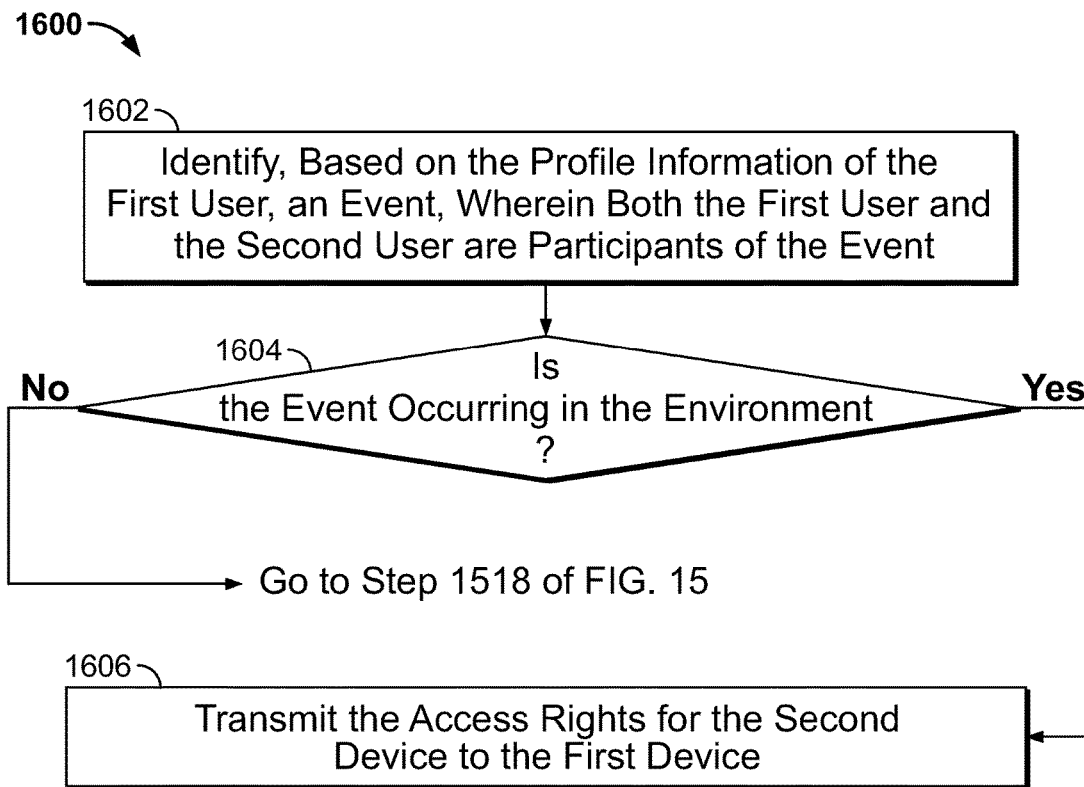 1600
1602
Identify, Based on the Profile Information of the
First User, an Event, Wherein Both the First User and
the Second User are Participants of the Event
1604
Is
No
Yes
the Event Occurring in the Environment
?
Go to Step 1518 of FIG. 15
1606
Transmit the Access Rights for the Second
Device to the First Device